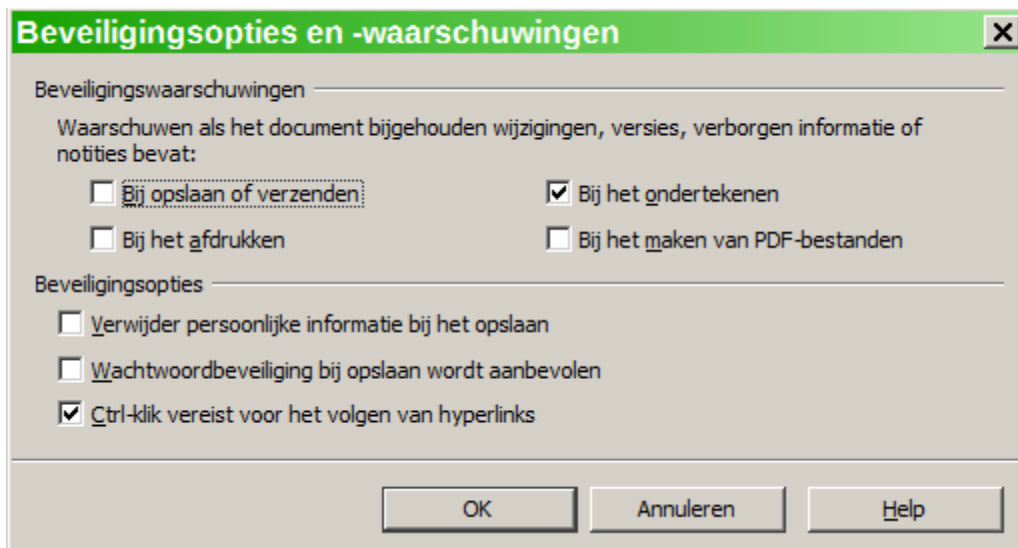 Beveiligingsopties en -waarschuwingen
Beveiligingswaarschuwingen
Waarschuwen als het document bijgehouden wijzigingen, versies, verborgen informatie of
notities bevat:
Bij opslaan of verzenden
Bij het ondertekenen
Bij het afdrukken
Bij het maken van PDF-bestanden
Beveiligingsopties
Verwijder persoonlijke informatie bij het opslaan
Wachtwoordbeveiliging bij opslaan wordt aanbevolen
Ctrl-klik vereist voor het volgen van hyperlinks
OK
Annuleren
Help